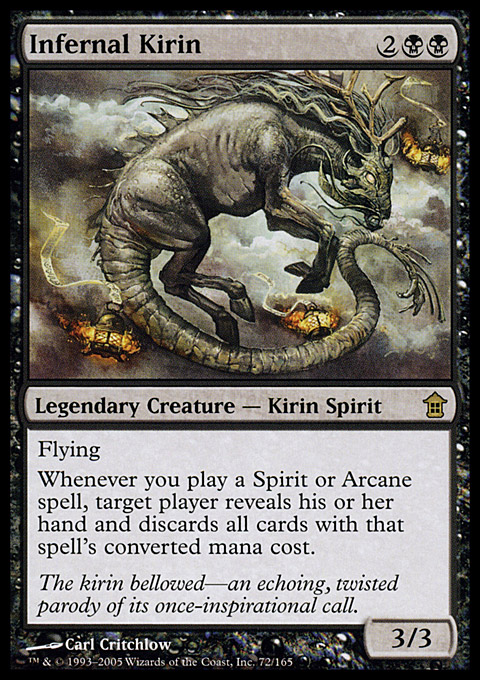 Infernal Kirin 2
Legendary Creature — Kirin Spirit
Flying
Whenever you play a Spirit or Arcane
spell, target player reveals his or her
hand and discards all cards with that
spell's converted mana cost.
The kirin bellowed—an echoing, twisted
parody of its once-inspirational call.
Carl Critchlow
3/3
™ & © 1993–2005 Wizards of the Coast, Inc. 72/165